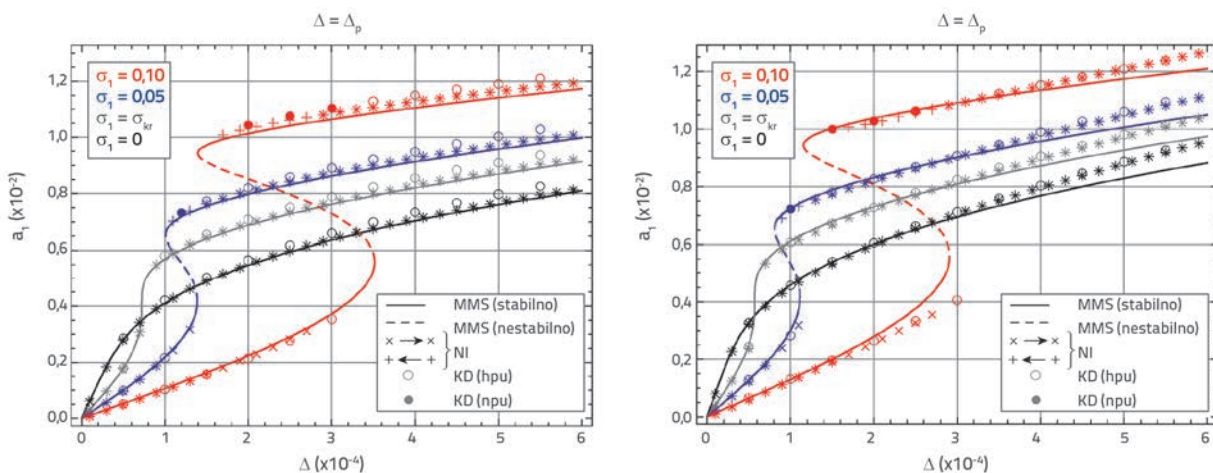 Δ = Δp
a1 (x10-2)
1,2
1,0
0,8
0,6
0,4
0,2
0,0
σ1 = 0,10
σ1 = 0,05
σ1 = σkr
σ1 = 0
MMS (stabilno)
MMS (nestabilno)
NI
KD (hpu)
KD (npu)
0 1 2 3 4 5 6
Δ (x10-4)
Δ = Δp
a1 (x10-2)
1,2
1,0
0,8
0,6
0,4
0,2
0,0
σ1 = 0,10
σ1 = 0,05
σ1 = σkr
σ1 = 0
MMS (stabilno)
MMS (nestabilno)
NI
KD (hpu)
KD (npu)
0 1 2 3 4 5 6
Δ (x10-4)